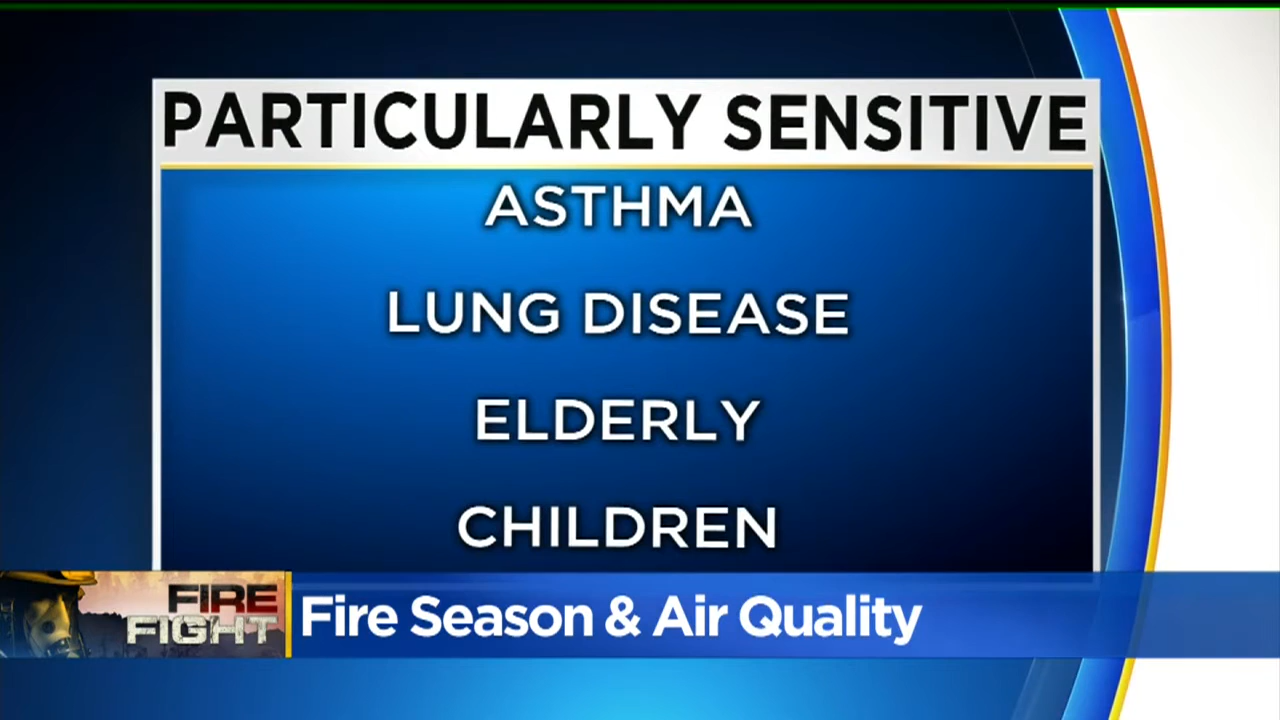 PARTICULARLY SENSITIVE
ASTHMA
LUNG DISEASE
ELDERLY
CHILDREN
FIRE
FIGHT
Fire Season & Air Quality